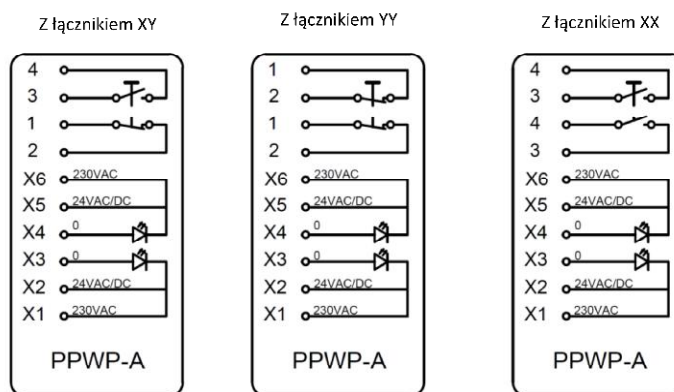 Z łącznikiem XY
4
3
1
2
X6 230VAC
X5 24VAC/DC
X4 0
X3 0
X2 24VAC/DC
X1 230VAC
PPWP-A
Z łącznikiem YY
1
2
1
2
X6 230VAC
X5 24VAC/DC
X4 0
X3 0
X2 24VAC/DC
X1 230VAC
PPWP-A
Z łącznikiem XX
4
3
4
3
X6 230VAC
X5 24VAC/DC
X4 0
X3 0
X2 24VAC/DC
X1 230VAC
PPWP-A